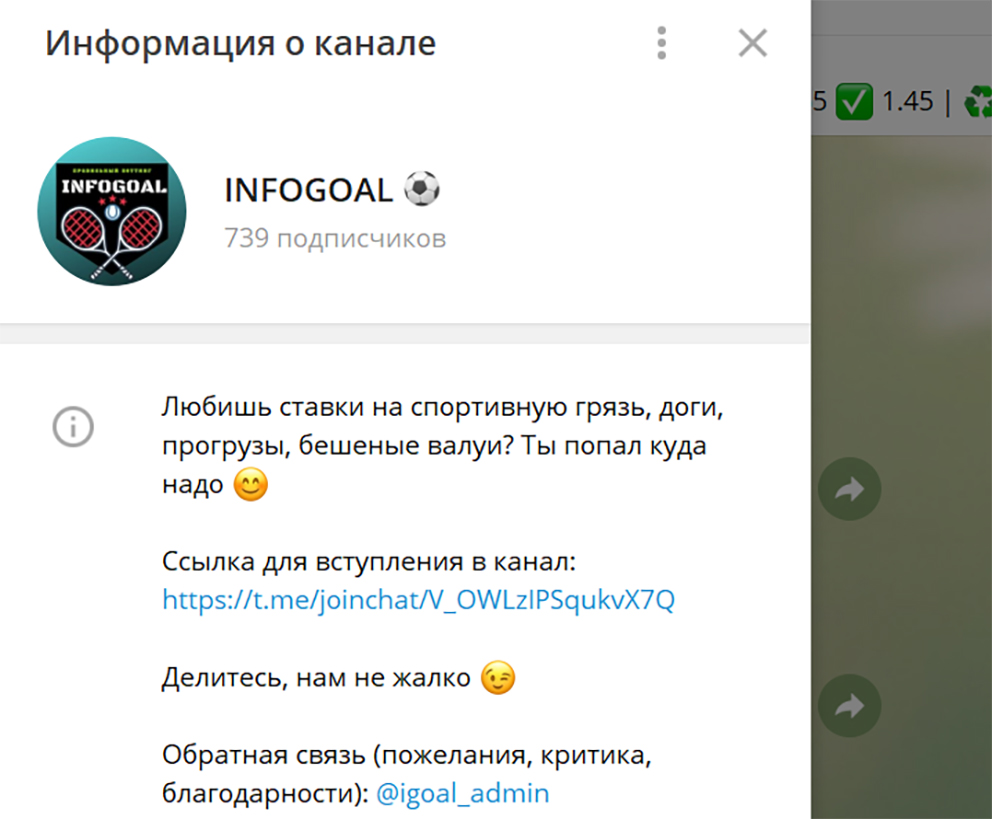 Информация о канале
5 ✅ 1.45 | ♻
ПРАВИЛЬНЫЙ БЕТТИНГ
INFOGOAL
INFOGOAL ⚽
739 подписчиков
Любишь ставки на спортивную грязь, доги,
прогрузы, бешеные валуи? Ты попал куда
надо 😊
Ссылка для вступления в канал:
https://t.me/joinchat/V_OWLzIPSqukvX7Q
Делитесь, нам не жалко 😉
Обратная связь (пожелания, критика,
благодарности): @igoal_admin